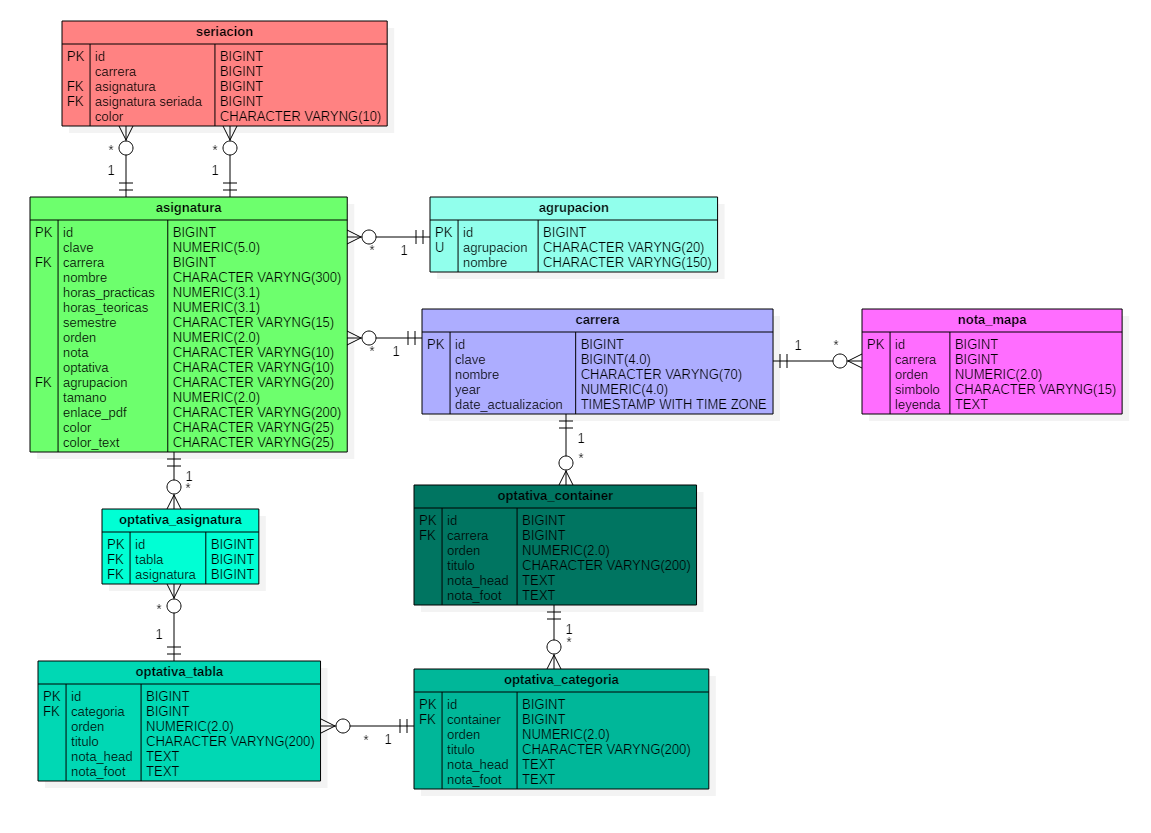 seriacion
PK id BIGINT
carrera BIGINT
FK asignatura BIGINT
FK asignatura seriada BIGINT
color CHARACTER VARYNG(10)
* *
1 1
asignatura
PK id BIGINT
clave NUMERIC(5.0)
FK carrera BIGINT
nombre CHARACTER VARYNG(300)
horas_practicas NUMERIC(3.1)
horas_teoricas NUMERIC(3.1)
semestre CHARACTER VARYNG(15)
orden NUMERIC(2.0)
nota CHARACTER VARYNG(10)
optativa CHARACTER VARYNG(10)
FK agrupacion CHARACTER VARYNG(20)
tamano NUMERIC(2.0)
enlace_pdf CHARACTER VARYNG(200)
color CHARACTER VARYNG(25)
color_text CHARACTER VARYNG(25)
* 1
agrupacion
PK id BIGINT
U agrupacion CHARACTER VARYNG(20)
nombre CHARACTER VARYNG(150)
* 1
carrera
PK id BIGINT
clave BIGINT(4.0)
nombre CHARACTER VARYNG(70)
year NUMERIC(4.0)
date_actualizacion TIMESTAMP WITH TIME ZONE
1 *
nota_mapa
PK id BIGINT
carrera BIGINT
orden NUMERIC(2.0)
simbolo CHARACTER VARYNG(15)
leyenda TEXT
1
*
optativa_container
PK id BIGINT
FK carrera BIGINT
orden NUMERIC(2.0)
titulo CHARACTER VARYNG(200)
nota_head TEXT
nota_foot TEXT
1
*
optativa_asignatura
PK id BIGINT
FK tabla BIGINT
FK asignatura BIGINT
*
1
optativa_tabla
PK id BIGINT
FK categoria BIGINT
orden NUMERIC(2.0)
titulo CHARACTER VARYNG(200)
nota_head TEXT
nota_foot TEXT
* 1
1
*
optativa_categoria
PK id BIGINT
FK container BIGINT
orden NUMERIC(2.0)
titulo CHARACTER VARYNG(200)
nota_head TEXT
nota_foot TEXT